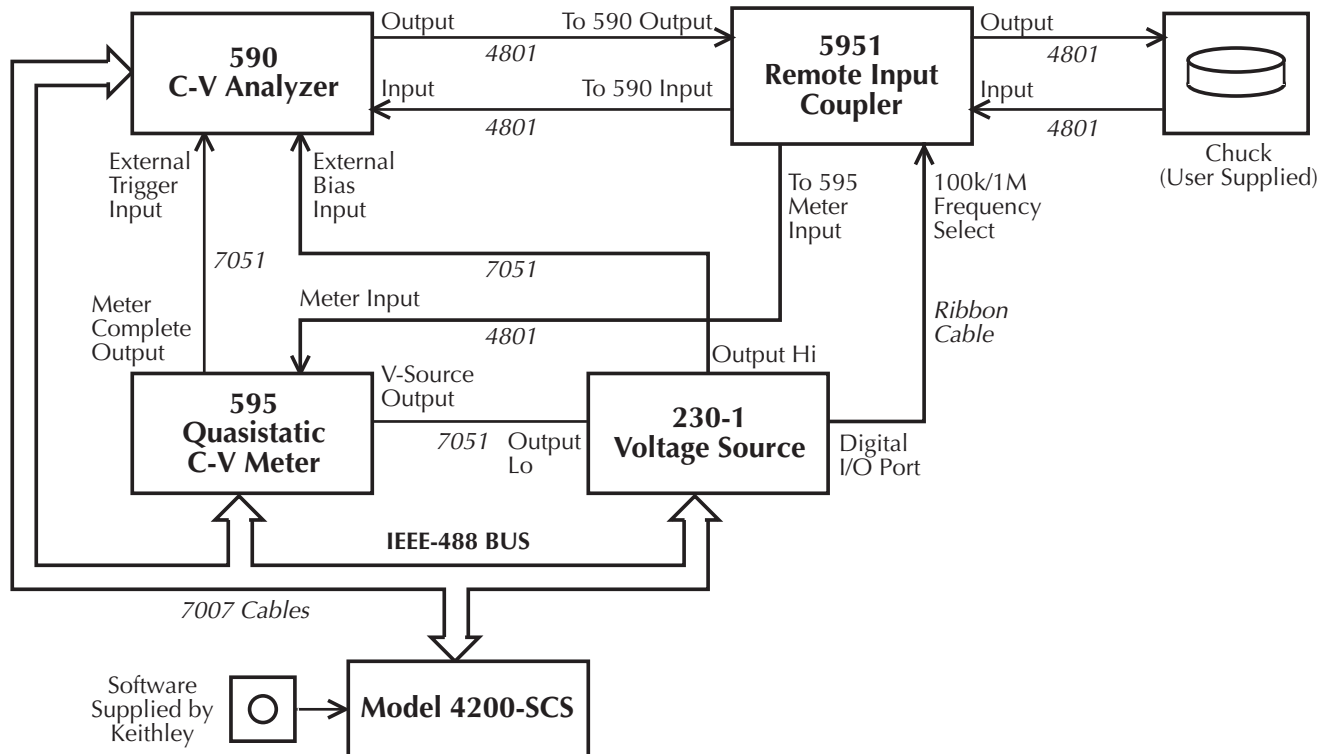 Output
To 590 Output
4801
590
C-V Analyzer
Input
To 590 Input
4801
5951
Remote Input
Coupler
Output
4801
Input
4801
Chuck
(User Supplied)
External
Trigger
Input
External
Bias
Input
To 595
Meter
Input
100k/1M
Frequency
Select
7051
7051
Meter
Complete
Output
Meter Input
4801
Ribbon
Cable
Output Hi
595
Quasistatic
C-V Meter
V-Source
Output
7051
Output
Lo
230-1
Voltage Source
Digital
I/O Port
IEEE-488 BUS
7007 Cables
Software
Supplied by
Keithley
Model 4200-SCS